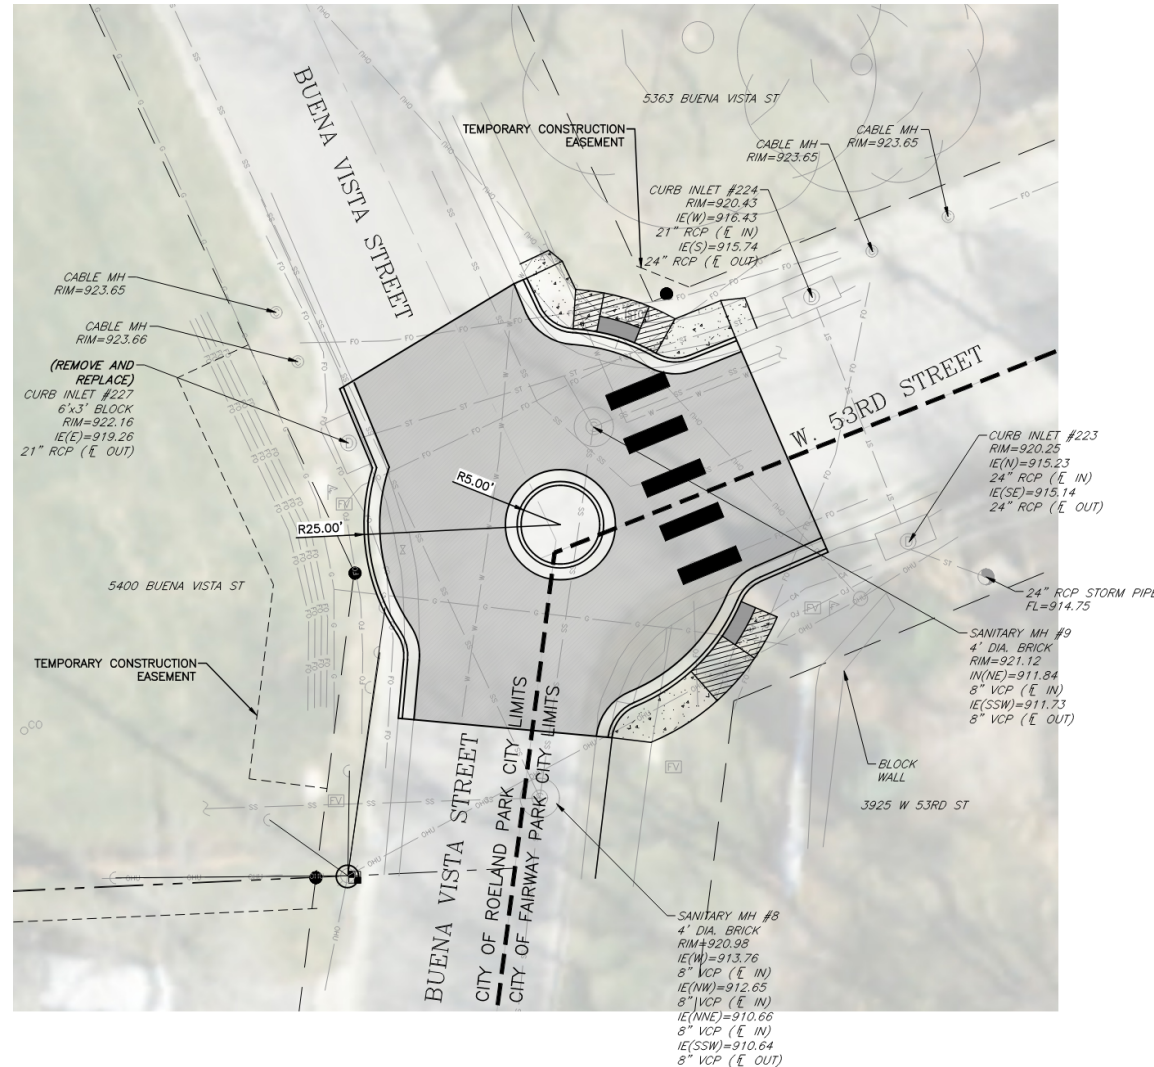 BUENA VISTA STREET
5363 BUENA VISTA ST
TEMPORARY CONSTRUCTION
EASEMENT
CABLE MH
RIM=923.65
CABLE MH
RIM=923.65
CURB INLET #224
RIM=920.43
IE(W)=916.43
21" RCP (℄ IN)
IE(S)=915.74
24" RCP (℄ OUT)
CABLE MH
RIM=923.65
CABLE MH
RIM=923.66
(REMOVE AND
REPLACE)
CURB INLET #227
6'x3' BLOCK
RIM=922.16
IE(E)=919.26
21" RCP (℄ OUT)
W. 53RD STREET
R5.00'
R25.00'
CURB INLET #223
RIM=920.25
IE(N)=915.23
24" RCP (℄ IN)
IE(SE)=915.14
24" RCP (℄ OUT)
5400 BUENA VISTA ST
24" RCP STORM PIPE
FL=914.75
SANITARY MH #9
4' DIA. BRICK
RIM=921.12
IN(NE)=911.84
8" VCP (℄ IN)
IE(SSW)=911.73
8" VCP (℄ OUT)
TEMPORARY CONSTRUCTION
EASEMENT
BLOCK
WALL
3925 W 53RD ST
BUENA VISTA STREET
CITY OF ROELAND PARK CITY LIMITS
CITY OF FAIRWAY PARK CITY LIMITS
SANITARY MH #8
4' DIA. BRICK
RIM=920.98
IE(W)=913.76
8" VCP (℄ IN)
IE(NW)=912.65
8" VCP (℄ IN)
IE(NNE)=910.66
8" VCP (℄ IN)
IE(SSW)=910.64
8" VCP (℄ OUT)